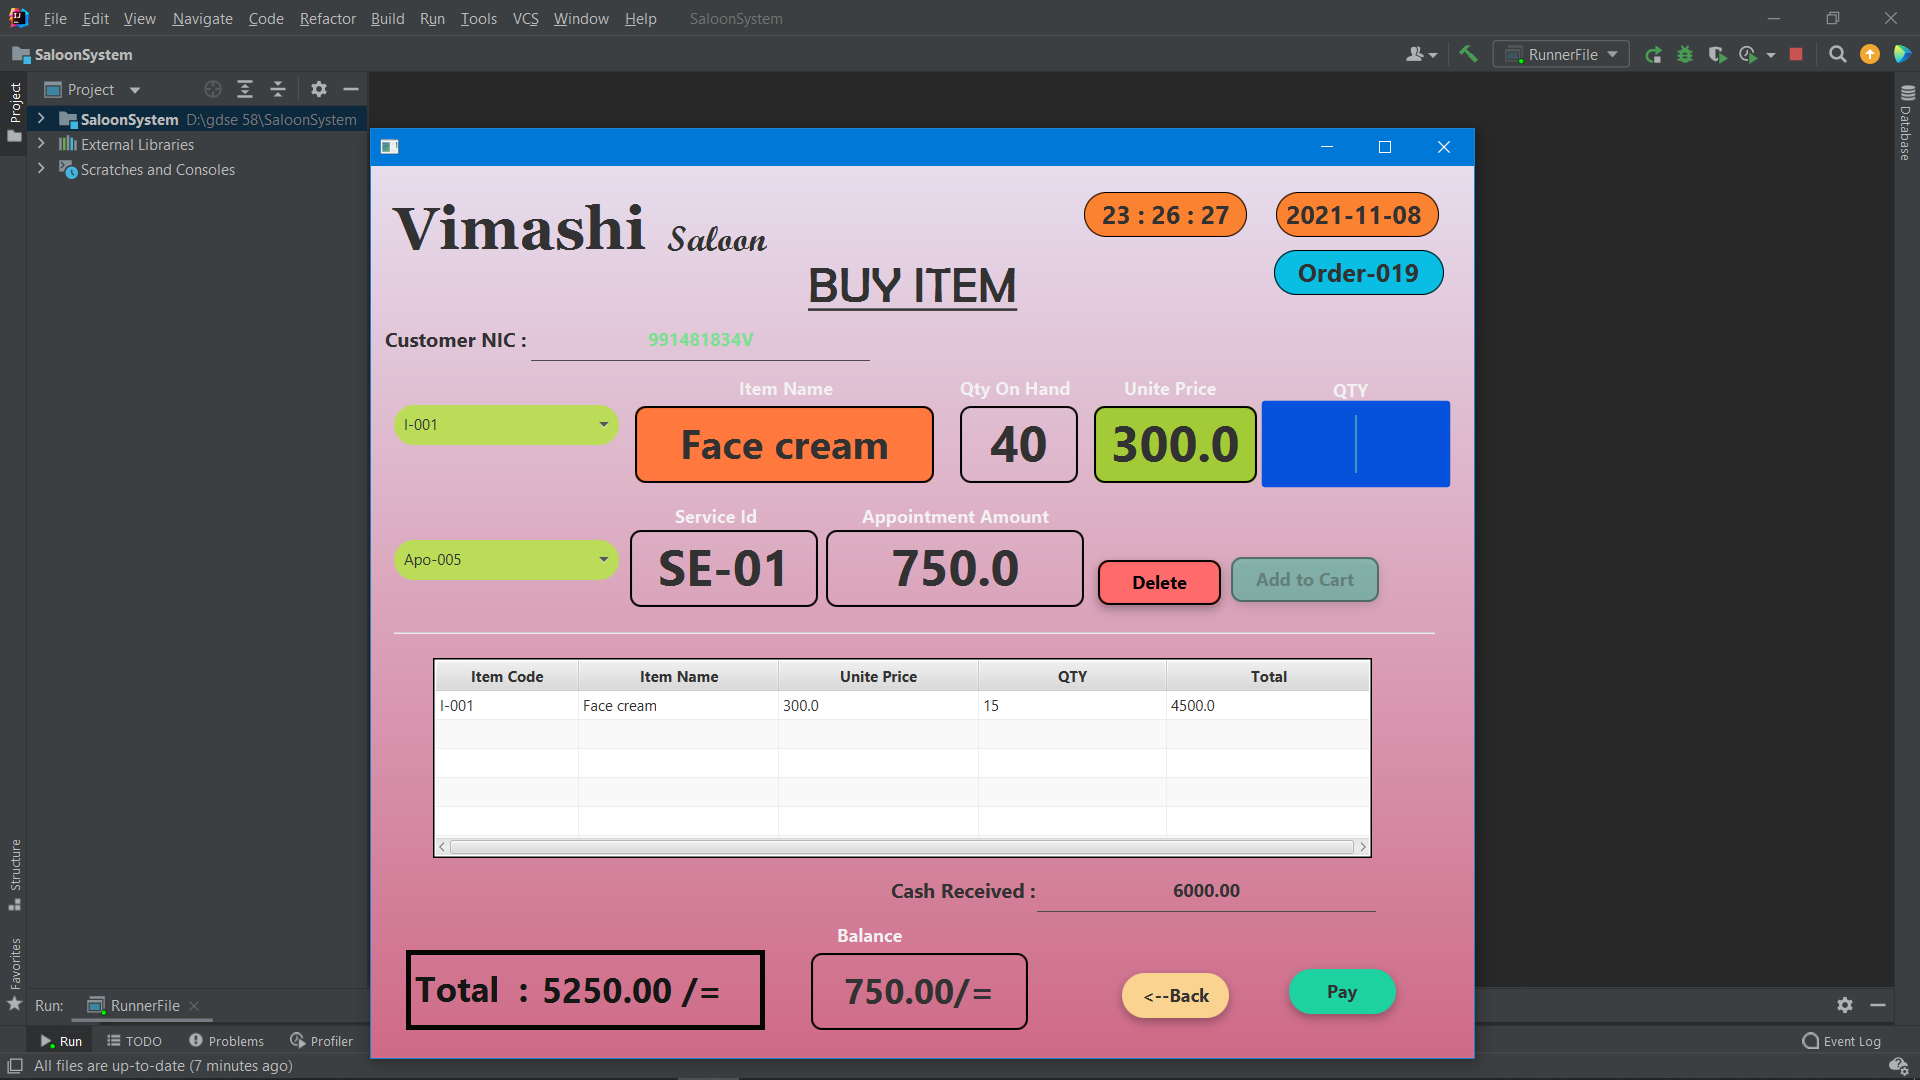 File Edit View Navigate Code Refactor Build Run Tools VCS Window Help SaloonSystem
SaloonSystem
RunnerFile
Project
Project
SaloonSystem D:\gdse 58\SaloonSystem
External Libraries
Scratches and Consoles
Database
Vimashi Saloon
23 : 26 : 27
2021-11-08
Order-019
BUY ITEM
Customer NIC : 991481834V
Item Name Qty On Hand Unite Price QTY
I-001 Face cream 40 300.0
Service Id Appointment Amount
Apo-005 SE-01 750.0
Delete Add to Cart
Item Code Item Name Unite Price QTY Total
I-001 Face cream 300.0 15 4500.0
Cash Received : 6000.00
Balance
Total : 5250.00 /= 750.00/=
<--Back Pay
Structure
Favorites
Run: RunnerFile
Run TODO Problems Profiler Event Log
All files are up-to-date (7 minutes ago)